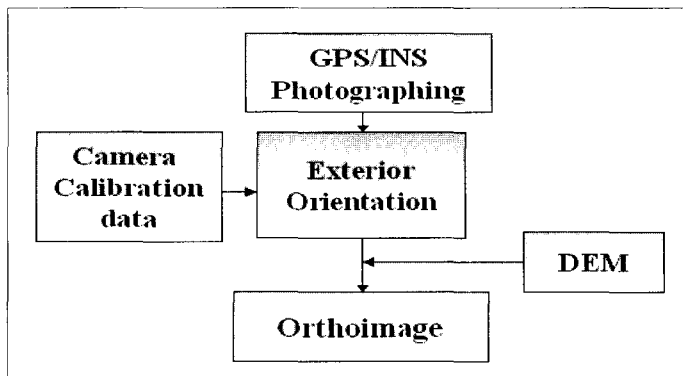 GPS/INS
Photographing
Camera
Calibration
data
Exterior
Orientation
DEM
Orthoimage